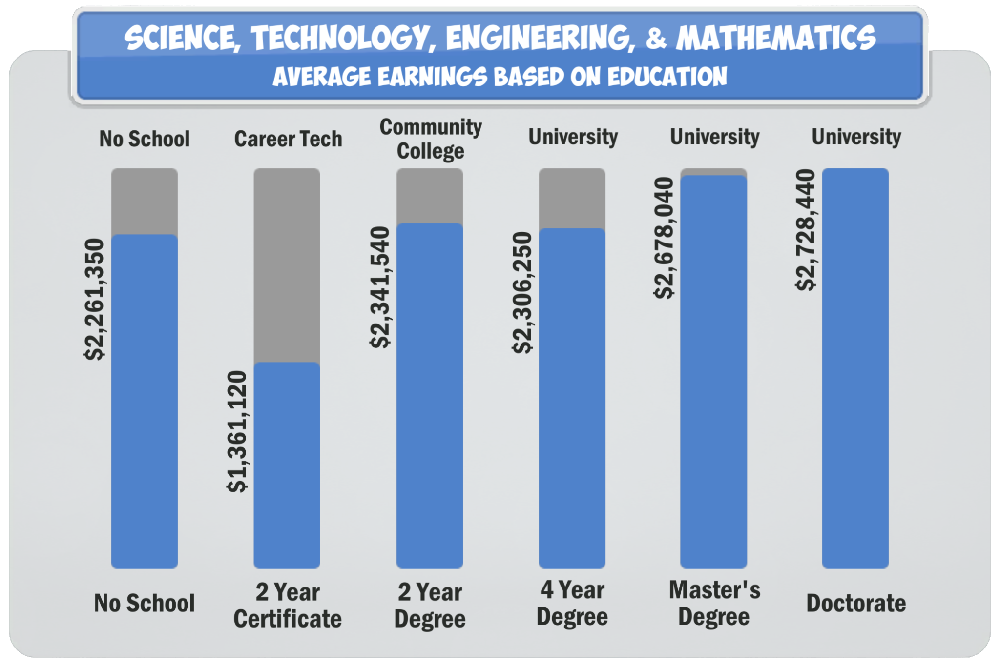 SCIENCE, TECHNOLOGY, ENGINEERING, & MATHEMATICS
AVERAGE EARNINGS BASED ON EDUCATION
No School
Career Tech
Community
College
University
University
University
$2,261,350
$1,361,120
$2,341,540
$2,306,250
$2,678,040
$2,728,440
No School
2 Year
Certificate
2 Year
Degree
4 Year
Degree
Master's
Degree
Doctorate